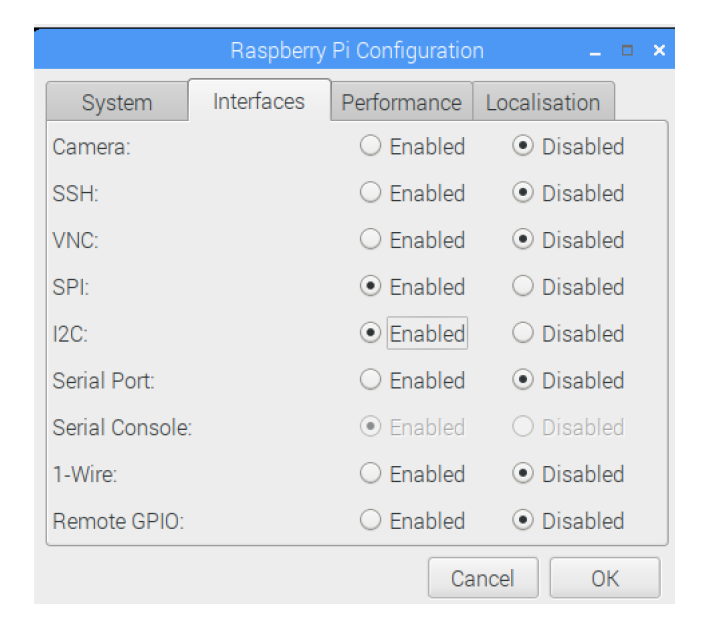 Raspberry Pi Configuration
System Interfaces Performance Localisation
Camera: Enabled Disabled
SSH: Enabled Disabled
VNC: Enabled Disabled
SPI: Enabled Disabled
I2C: Enabled Disabled
Serial Port: Enabled Disabled
Serial Console: Enabled Disabled
1-Wire: Enabled Disabled
Remote GPIO: Enabled Disabled
Cancel OK